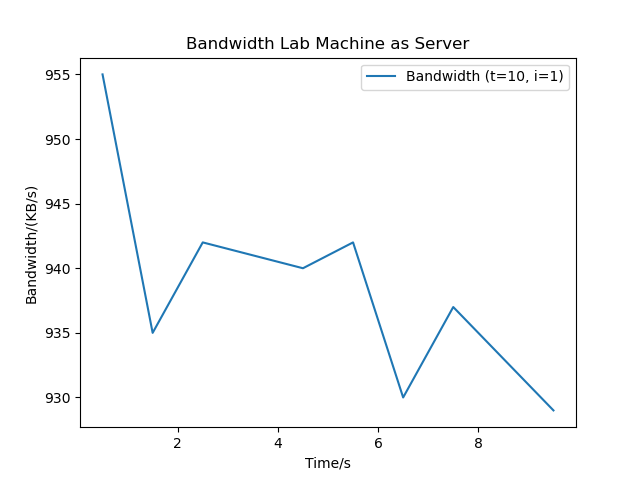 Bandwidth Lab Machine as Server
Bandwidth (t=10, i=1)
Bandwidth/(KB/s)
955
950
945
940
935
930
2
4
6
8
Time/s